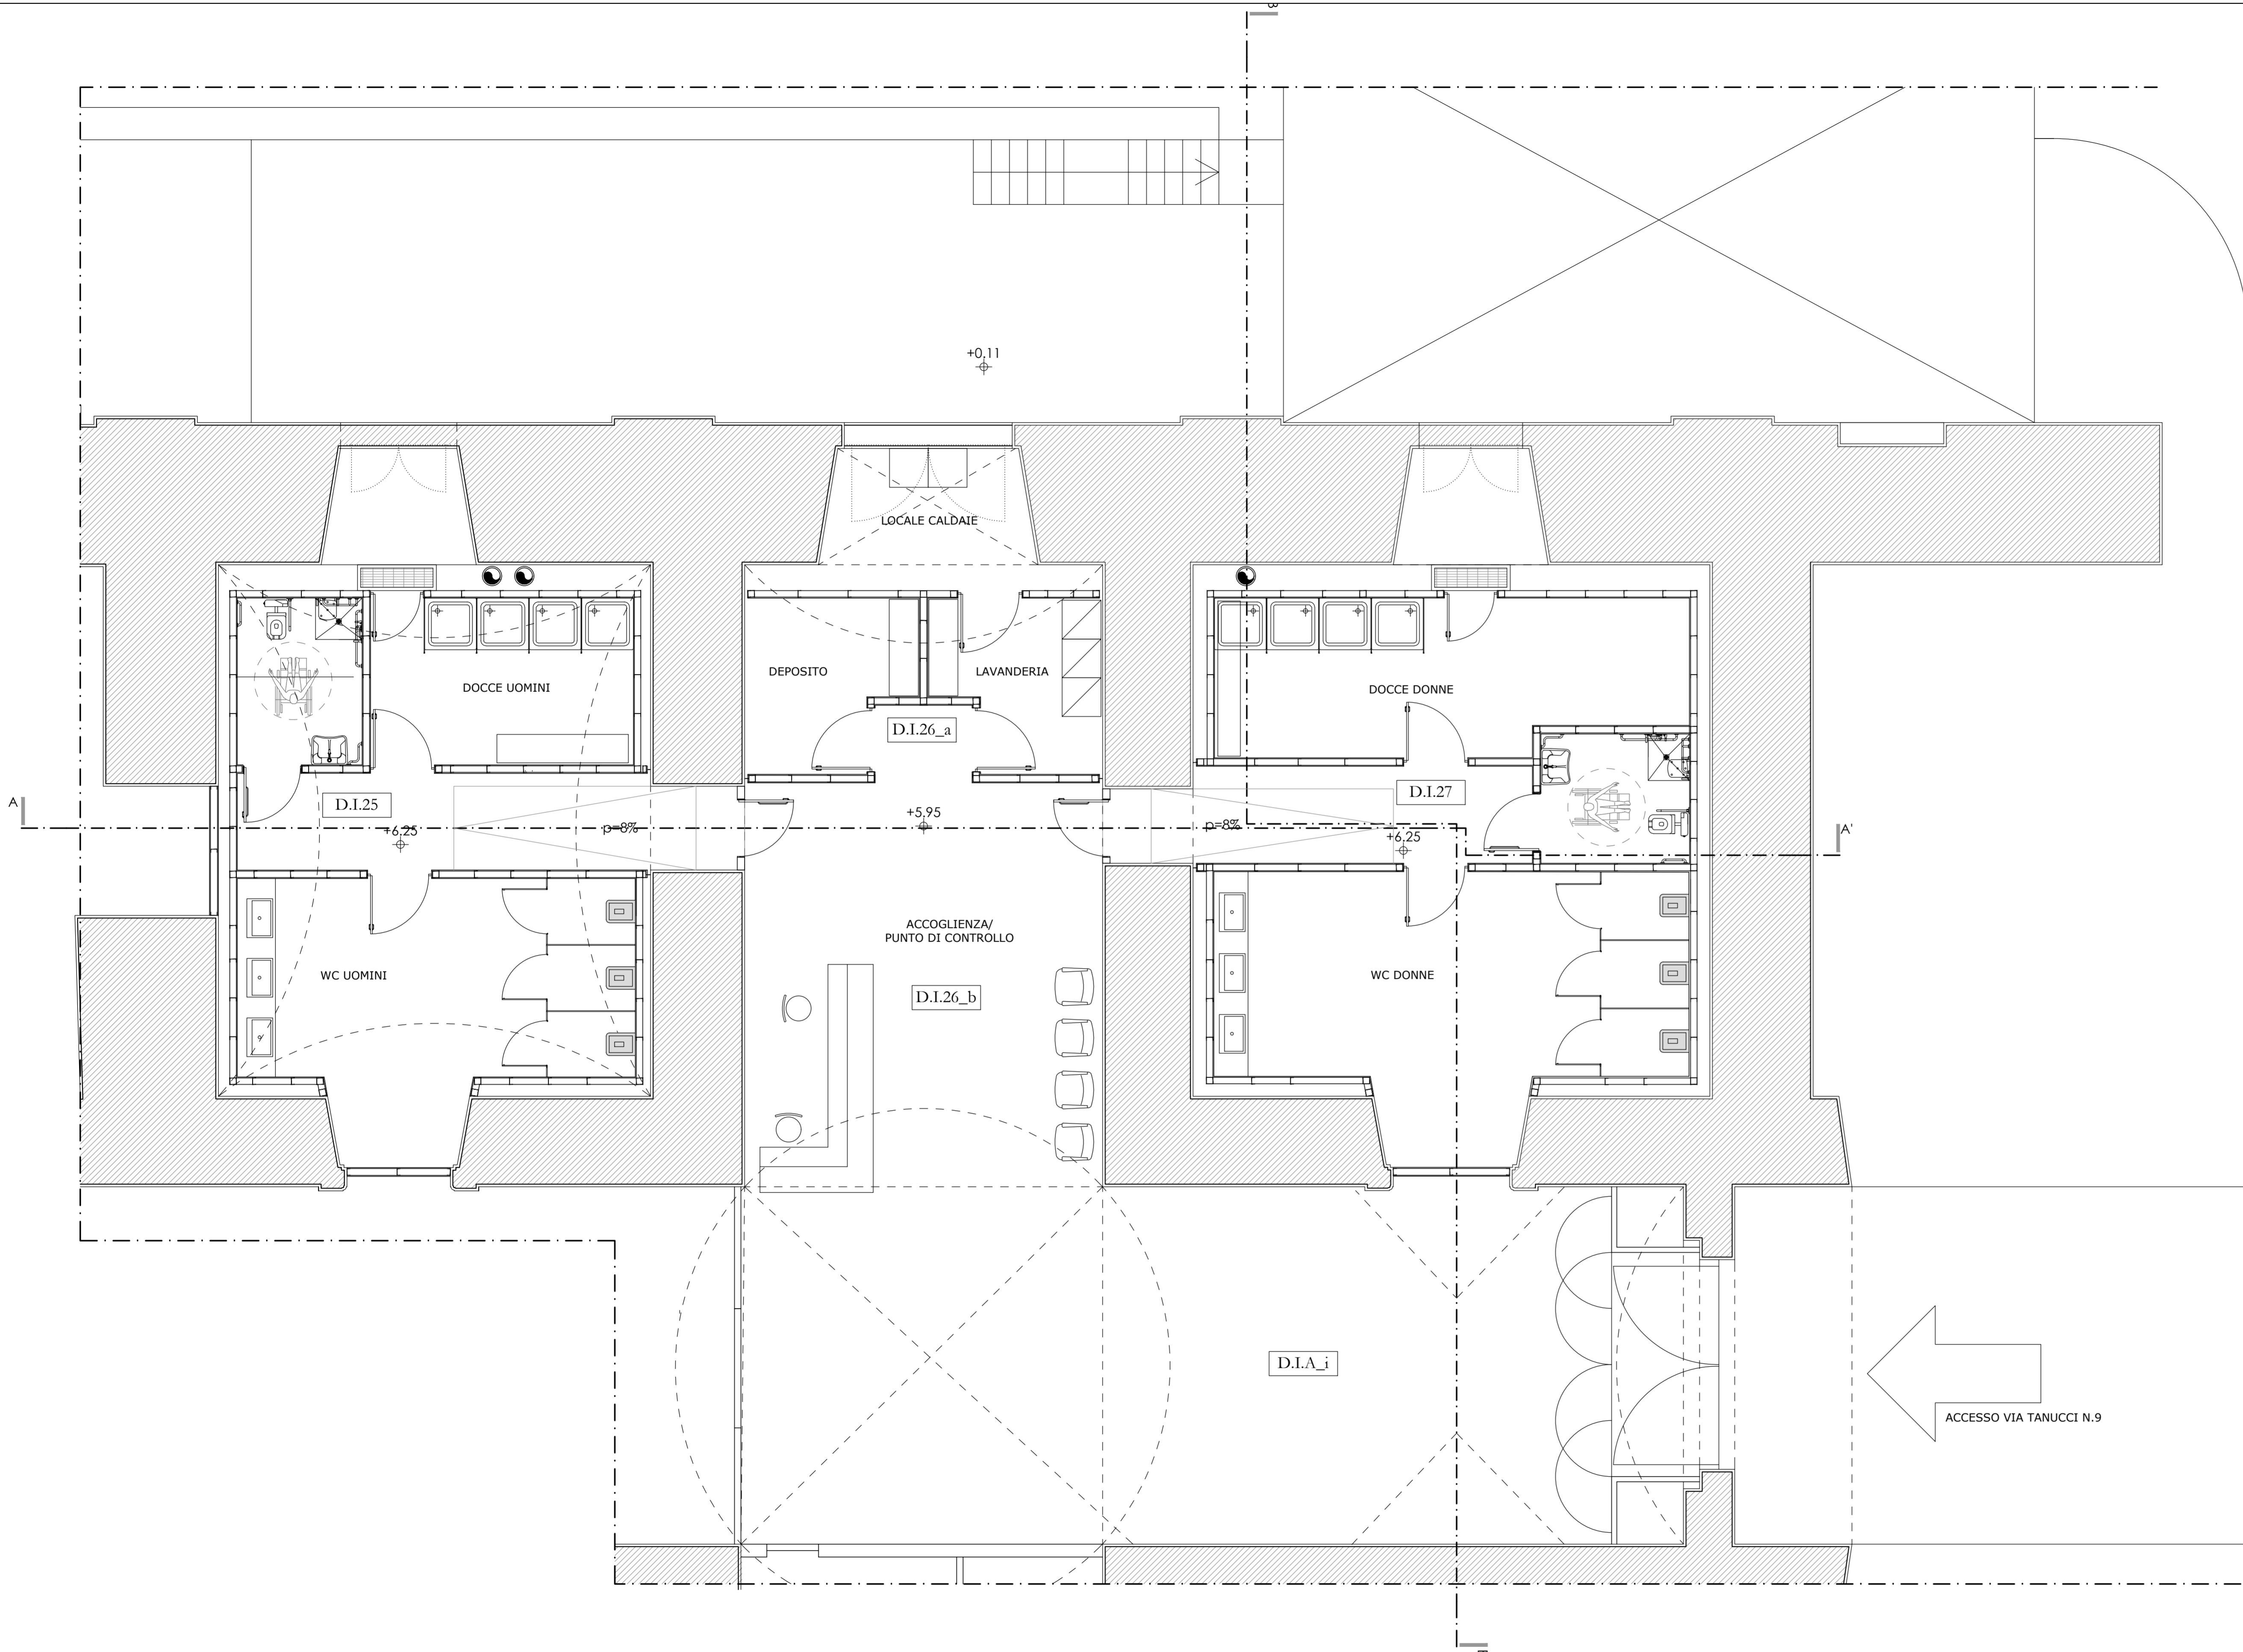 +0.11
LOCALE CALDAIE
DOCCE UOMINI
DEPOSITO
LAVANDERIA
DOCCE DONNE
D.I.26_a
D.I.25
D.I.27
A
+6.25
p=8%
+5.95
p=8%
+6.25
A'
ACCOGLIENZA/
PUNTO DI CONTROLLO
WC UOMINI
WC DONNE
D.I.26_b
D.I.A_i
ACCESSO VIA TANUCCI N.9